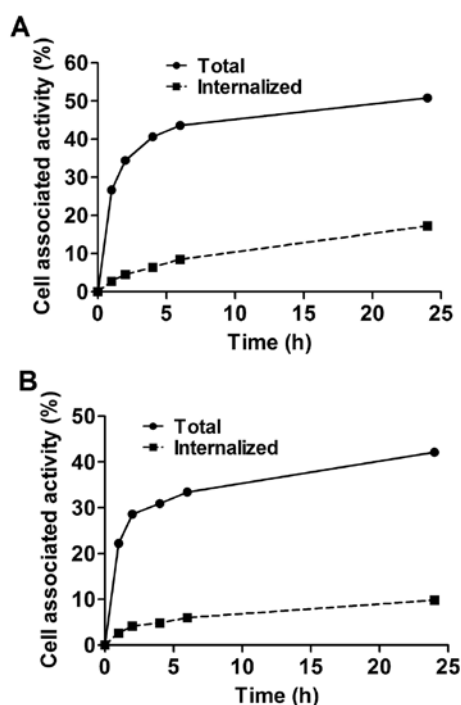 A
Cell associated activity (%)
60
50
40
30
20
10
0
Total
Internalized
0 5 10 15 20 25
Time (h)
B
Cell associated activity (%)
50
40
30
20
10
0
Total
Internalized
0 5 10 15 20 25
Time (h)